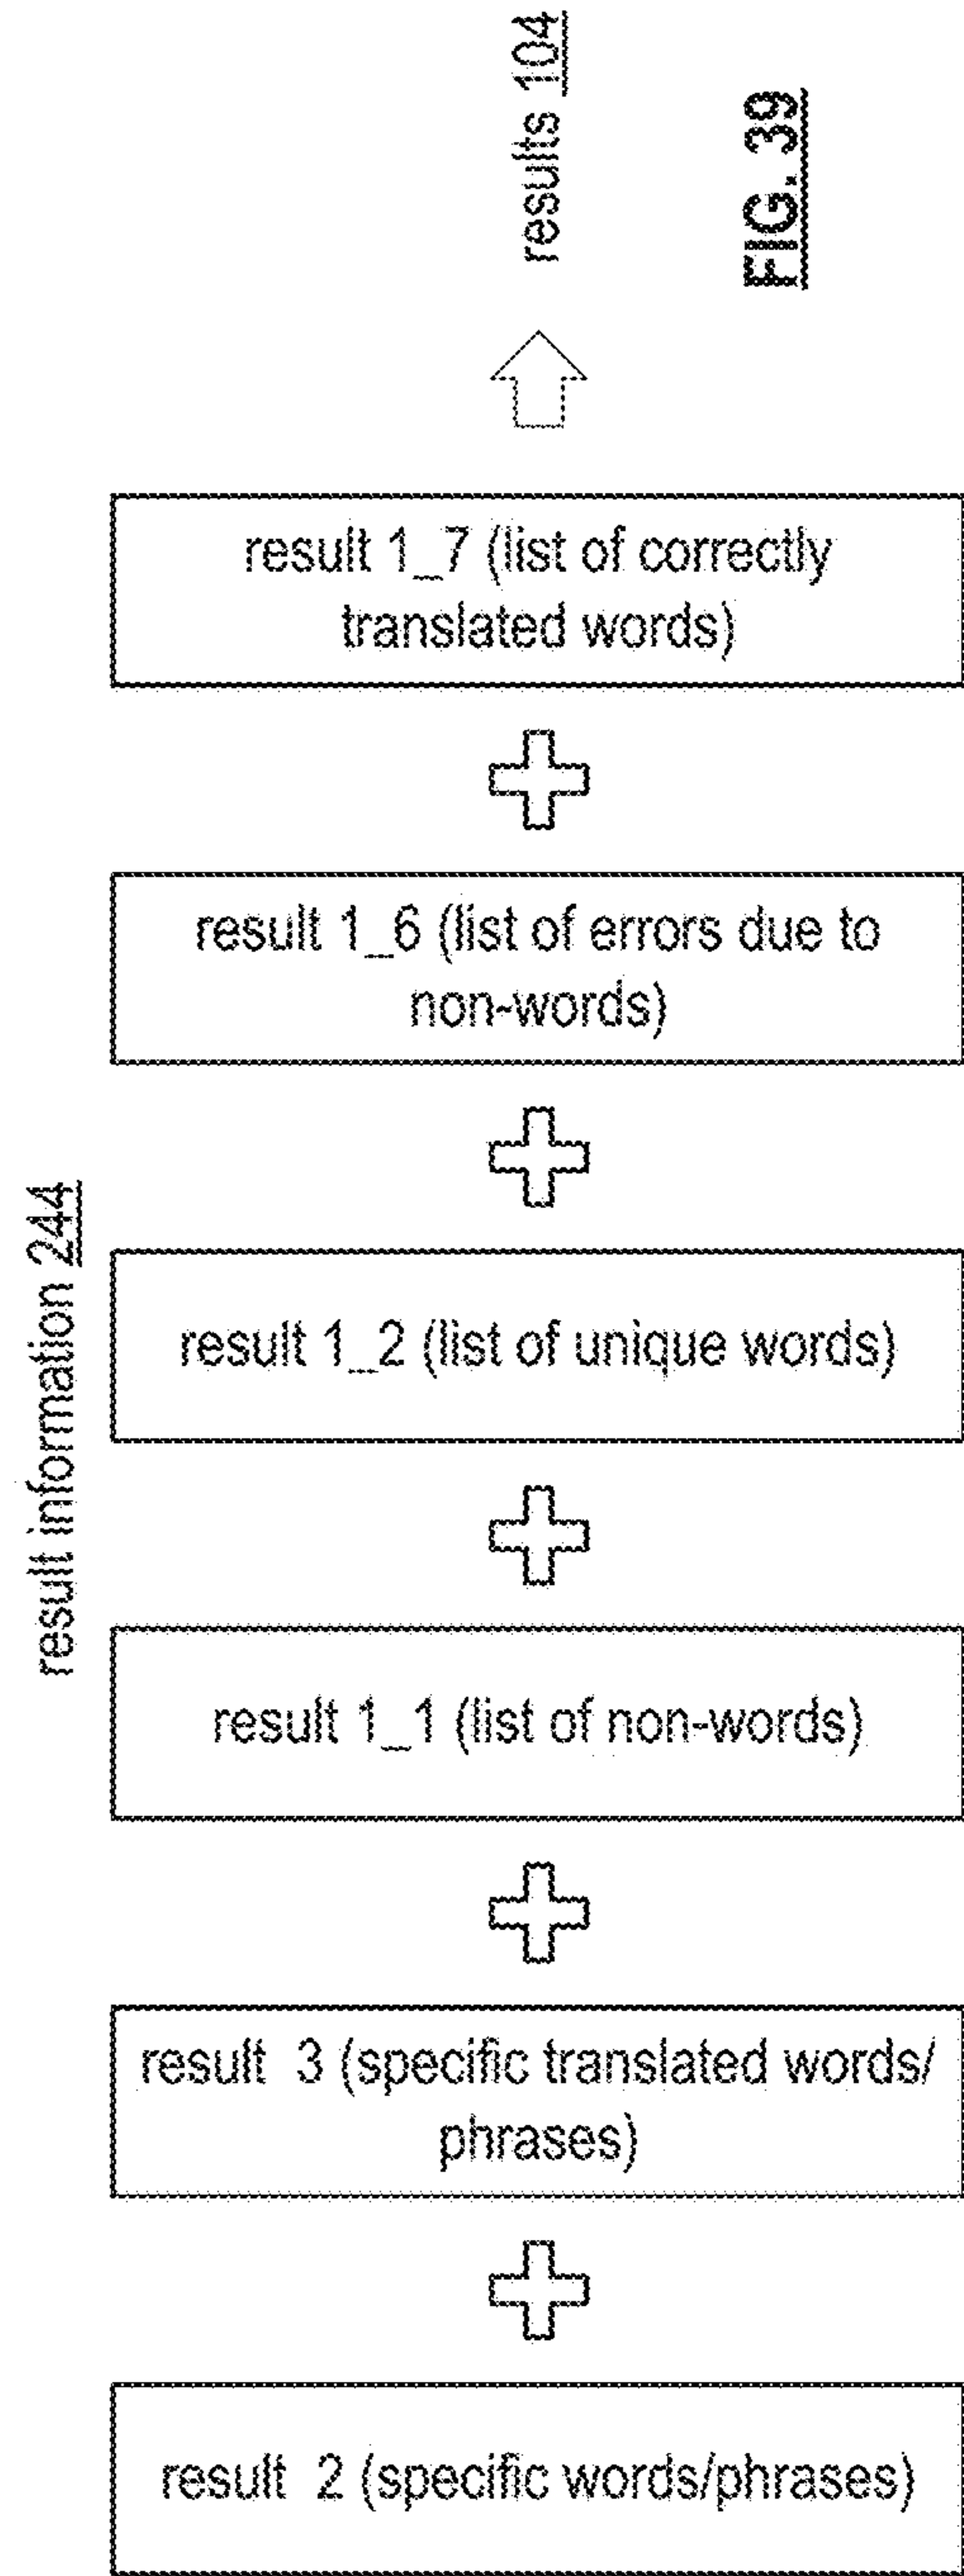 result information 244
result 1_7 (list of correctly
translated words)
result 1_6 (list of errors due to
non-words)
result 1_2 (list of unique words)
result 1_1 (list of non-words)
result 3 (specific translated words/
phrases)
result 2 (specific words/phrases)
results 104
FIG. 39